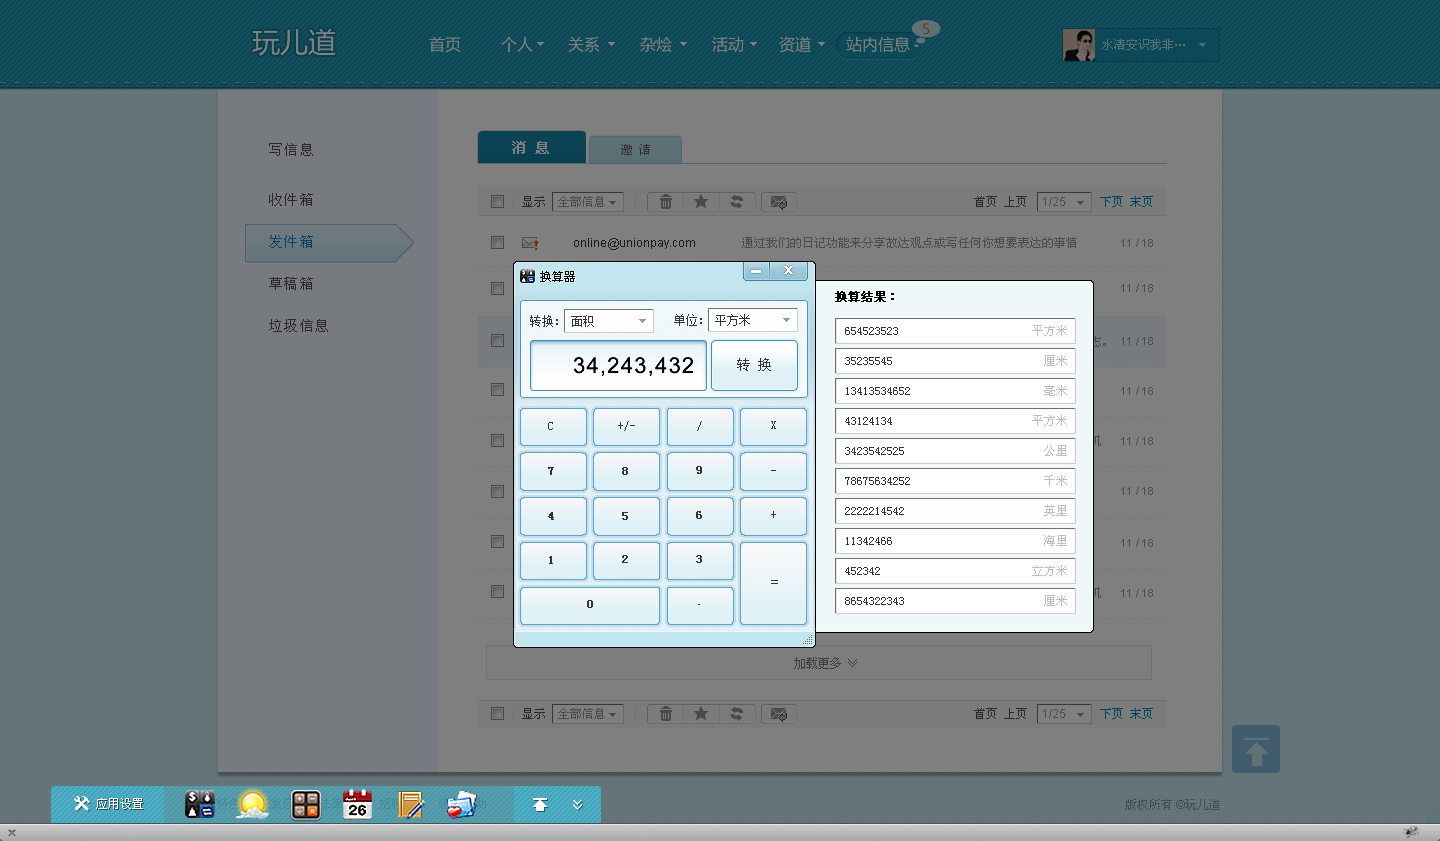 玩儿道
首页 个人 关系 杂烩 活动 资道 站内信息 5
水清安识我非…
写信息
收件箱
发件箱
草稿箱
垃圾信息
消 息 邀 请
显示 全部信息 首页 上页 1/25 下页 末页
online@unionpay.com 通过我们的日记功能来分享故达观点或写任何你想要表达的事情 11 / 18
11 / 18
志。 11 / 18
11 / 18
11 / 18
11 / 18
11 / 18
11 / 18
换算器
转换： 面积 单位： 平方米
34,243,432 转 换
C +/- / X
7 8 9 -
4 5 6 +
1 2 3 =
0 .
换算结果：
654523523 平方米
35235545 厘米
13413534652 毫米
43124134 平方米
3423542525 公里
78675634252 千米
2222214542 英里
11342466 海里
452342 立方米
8654322343 厘米
加载更多
显示 全部信息 首页 上页 1/25 下页 末页
应用设置 26
版权所有 ©玩儿道